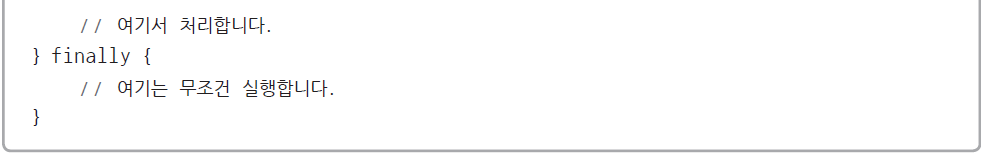 // 여기서 처리합니다.
} finally {
// 여기는 무조건 실행합니다.
}